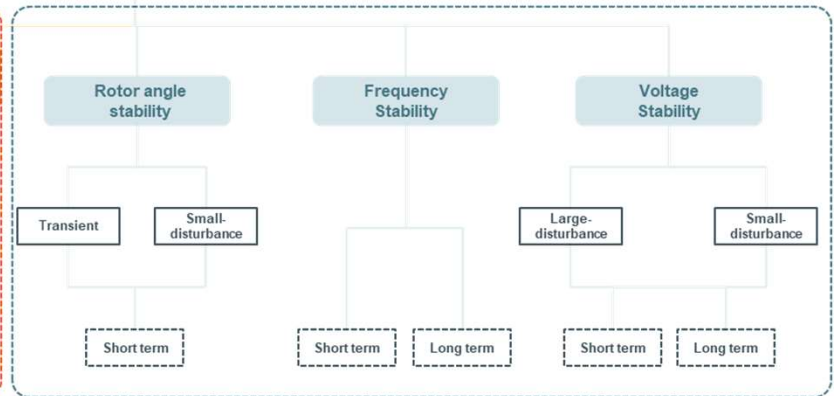 Rotor angle
stability
Frequency
Stability
Voltage
Stability
Transient
Small-
disturbance
Large-
disturbance
Small-
disturbance
Short term
Short term
Long term
Short term
Long term